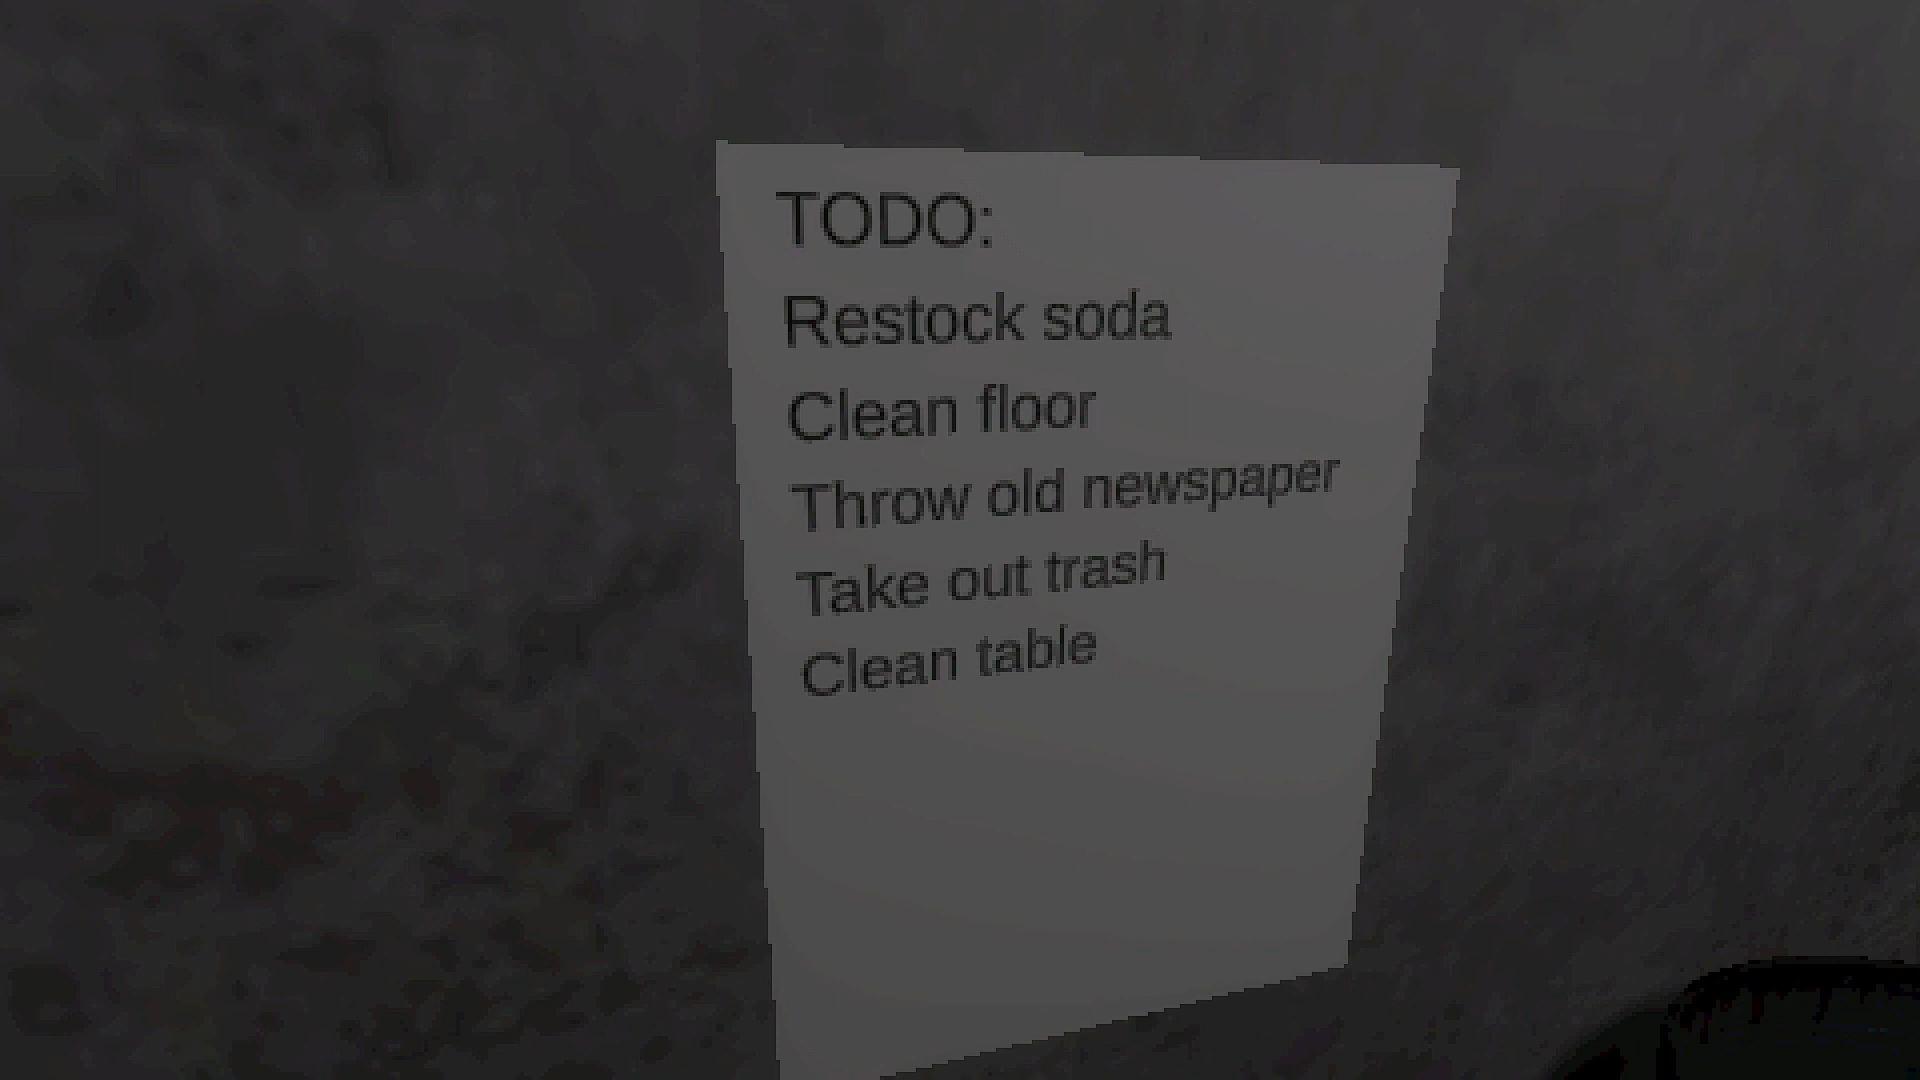 TODO:
Restock soda
Clean floor
Throw old newspaper
Take out trash
Clean table